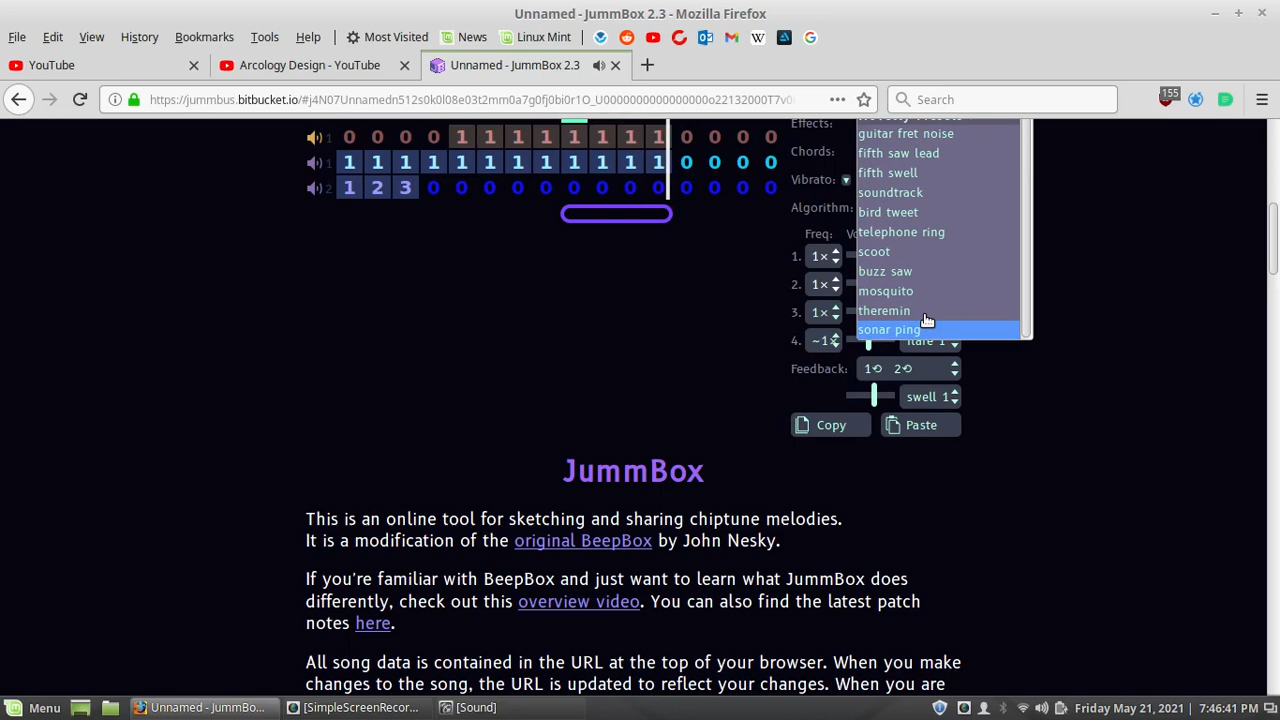 Unnamed - JummBox 2.3 - Mozilla Firefox
File Edit View History Bookmarks Tools Help Most Visited News Linux Mint
YouTube Arcology Design - YouTube Unnamed - JummBox 2.3
https://jummbus.bitbucket.io/#j4N07Unnamedn512s0k0l08e03t2mm0a7g0fj0bihr1O_U0000000000000000o22132000T7v0 Search 155
Effects:
1 0 0 0 0 1 1 1 1 1 1 0 0 0
guitar fret noise
fifth saw lead
Chords:
1 1 1 1 1 1 1 1 1 1 1 1 1 0 0 0
fifth swell
Vibrato:
2 1 2 3 0 0 0 0 0 0 0 0 0 0 0 0
soundtrack
Algorithm:
bird tweet
Freq:
telephone ring
1. 1×
scoot
buzz saw
2. 1×
mosquito
3. 1×
theremin
sonar ping
4. ~1×
flare 1
Feedback: 1⟲ 2⟲
swell 1
Copy Paste
JummBox
This is an online tool for sketching and sharing chiptune melodies.
It is a modification of the original BeepBox by John Nesky.
If you're familiar with BeepBox and just want to learn what JummBox does
differently, check out this overview video. You can also find the latest patch
notes here.
All song data is contained in the URL at the top of your browser. When you make
changes to the song, the URL is updated to reflect your changes. When you are
Menu Unnamed - JummBo... [SimpleScreenRecor... [Sound] Friday May 21, 2021 7:46:41 PM